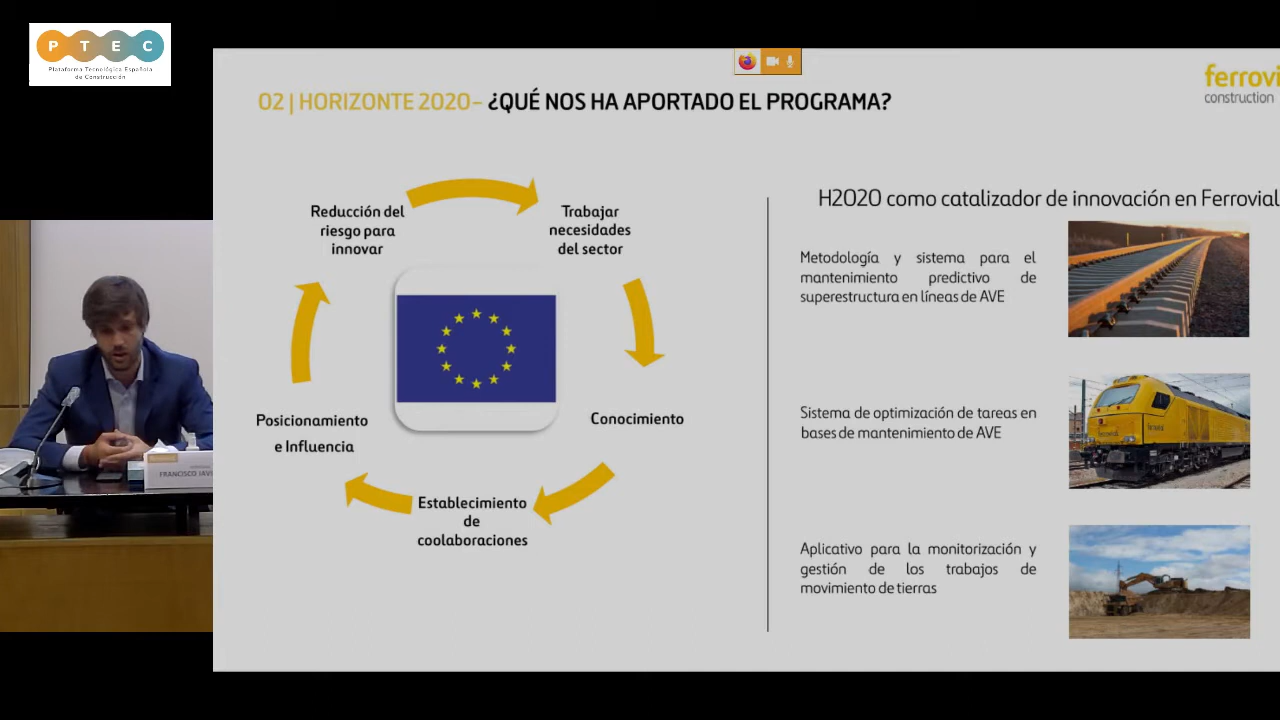 P T E C
Plataforma Tecnológica Española
de Construcción
02 | HORIZONTE 2020– ¿QUÉ NOS HA APORTADO EL PROGRAMA?
ferrovi
construction
Reducción del
riesgo para
innovar
Trabajar
necesidades
del sector
Conocimiento
Establecimiento
de
coolaboraciones
Posicionamiento
e Influencia
H2020 como catalizador de innovación en Ferrovial
Metodología y sistema para el
mantenimiento predictivo de
superestructura en líneas de AVE
Sistema de optimización de tareas en
bases de mantenimiento de AVE
Aplicativo para la monitorización y
gestión de los trabajos de
movimiento de tierras
ferrovial
FRANCISCO JAVI